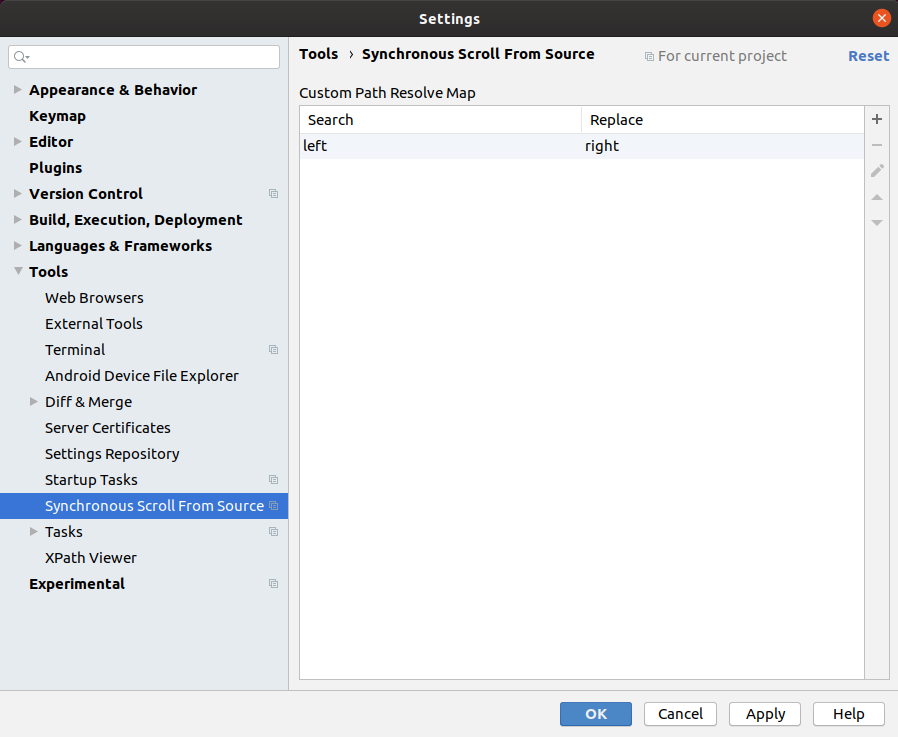 Settings
Appearance & Behavior
Keymap
Editor
Plugins
Version Control
Build, Execution, Deployment
Languages & Frameworks
Tools
Web Browsers
External Tools
Terminal
Android Device File Explorer
Diff & Merge
Server Certificates
Settings Repository
Startup Tasks
Synchronous Scroll From Source
Tasks
XPath Viewer
Experimental
Tools › Synchronous Scroll From Source
For current project
Reset
Custom Path Resolve Map
Search Replace
left right
OK Cancel Apply Help